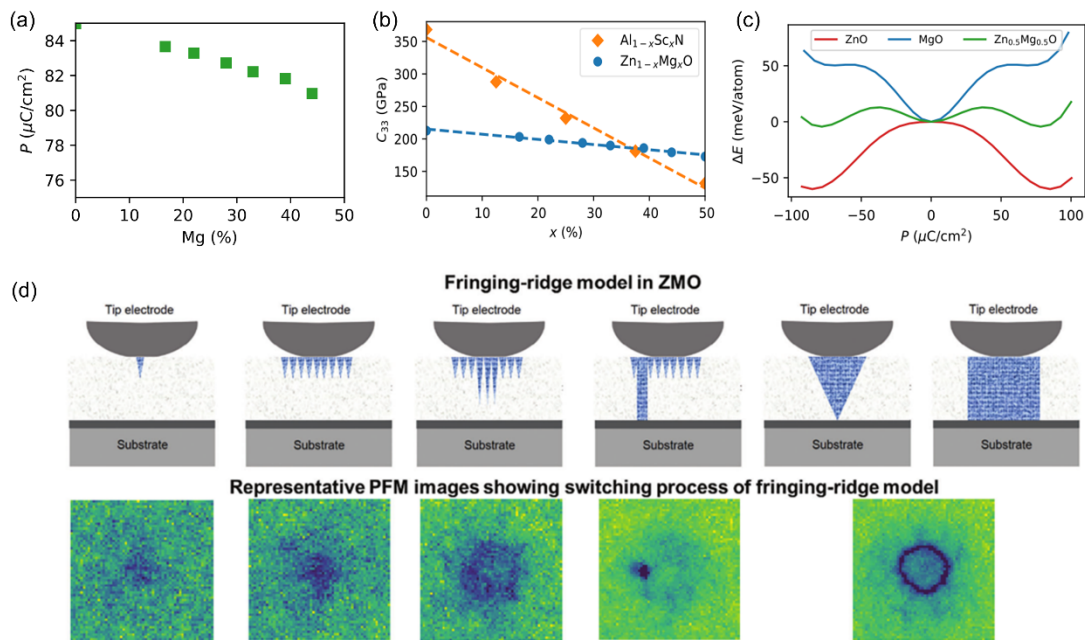 (a)
P (μC/cm²)
84
82
80
78
76
0
10
20
30
40
50
Mg (%)
(b)
C₃₃ (GPa)
350
300
250
200
150
Al₁₋ₓScₓN
Zn₁₋ₓMgₓO
0
10
20
30
40
50
x (%)
(c)
ZnO
MgO
Zn₀.₅Mg₀.₅O
ΔE (meV/atom)
50
0
−50
−100
−50
0
50
100
P (μC/cm²)
(d)
Fringing-ridge model in ZMO
Tip electrode
Tip electrode
Tip electrode
Tip electrode
Tip electrode
Tip electrode
Substrate
Substrate
Substrate
Substrate
Substrate
Substrate
Representative PFM images showing switching process of fringing-ridge model